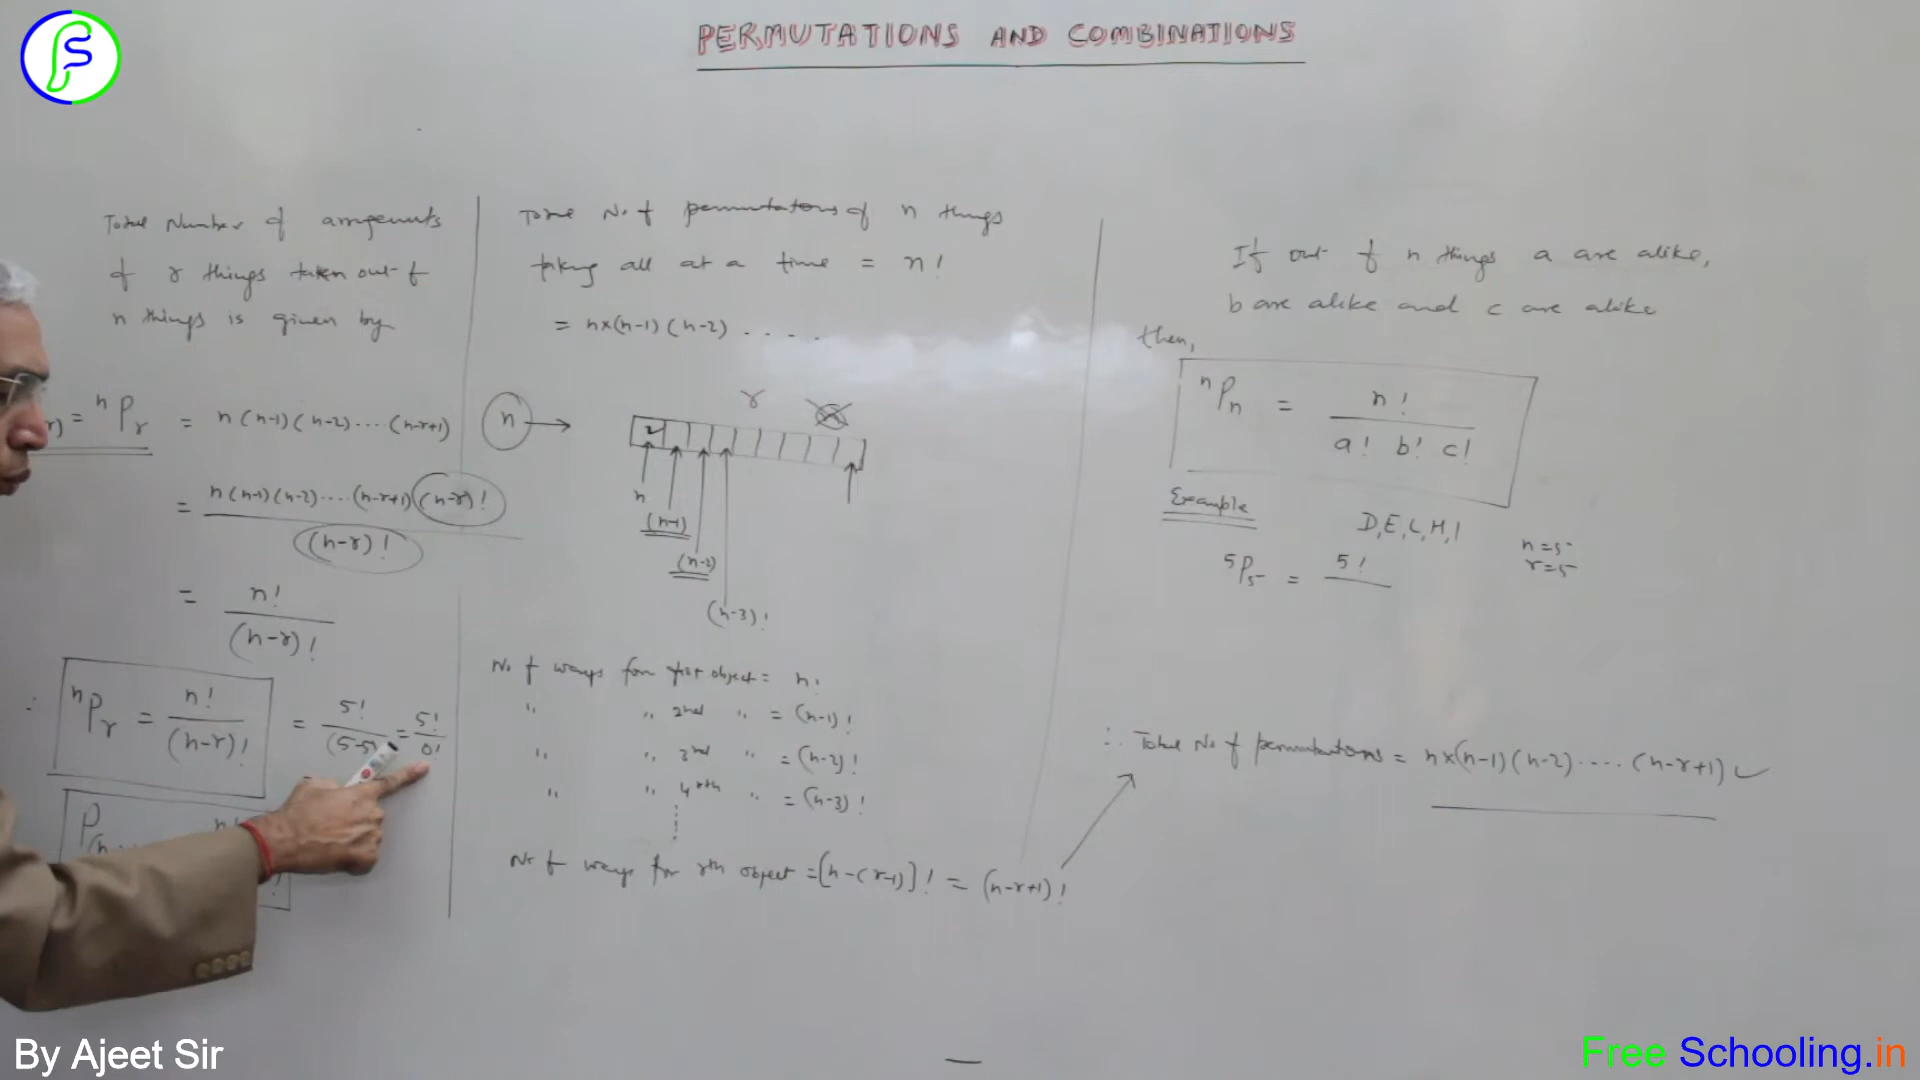 PERMUTATIONS AND COMBINATIONS
Total Number of arrangements
of r things taken out of
n things is given by
r) = nPr = n(n-1)(n-2)....(n-r+1)
= n(n-1)(n-2)....(n-r+1)(n-r)!
(n-r)!
= n!
(n-r)!
∴ nPr = n! / (n-r)! = 5! / (5-5) = 5! / 0!
P(n n!
Total No of permutations of n things
taking all at a time = n!
= n×(n-1)(n-2) ....
n → r
n
(n-1)
(n-2)
(n-3)!
No of ways for first object = n!
" " 2nd " = (n-1)!
" " 3rd " = (n-2)!
" " 4rth " = (n-3)!
No of ways for rth object = [n-(r-1)]! = (n-r+1)!
If out of n things a are alike,
b are alike and c are alike
then,
nPn = n! / a! b! c!
Example
D,E,L,H,I
n=5
r=5
5P5 = 5!
∴ Total No of permutations = n×(n-1)(n-2)....(n-r+1) ✓
By Ajeet Sir
Free Schooling.in